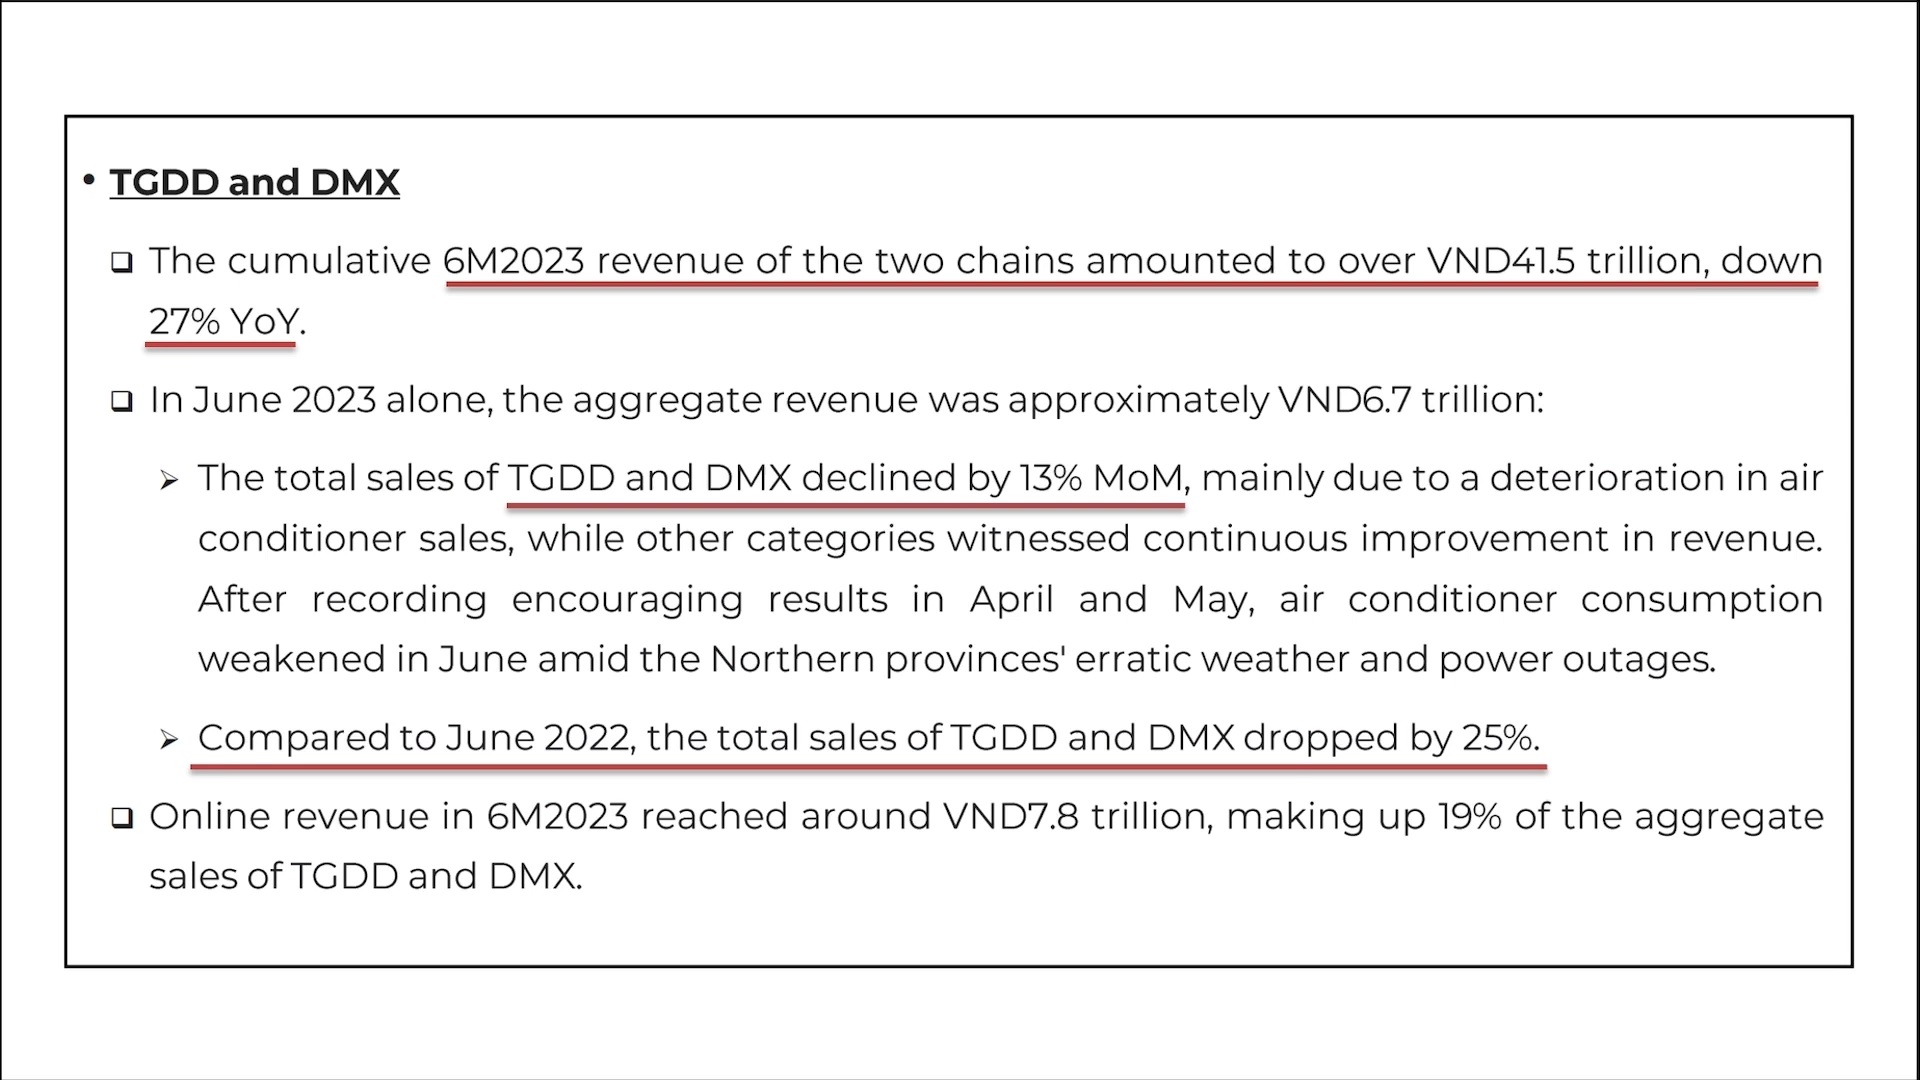 • TGDD and DMX
❑ The cumulative 6M2023 revenue of the two chains amounted to over VND41.5 trillion, down
27% YoY.
❑ In June 2023 alone, the aggregate revenue was approximately VND6.7 trillion:
➢ The total sales of TGDD and DMX declined by 13% MoM, mainly due to a deterioration in air
conditioner sales, while other categories witnessed continuous improvement in revenue.
After recording encouraging results in April and May, air conditioner consumption
weakened in June amid the Northern provinces' erratic weather and power outages.
➢ Compared to June 2022, the total sales of TGDD and DMX dropped by 25%.
❑ Online revenue in 6M2023 reached around VND7.8 trillion, making up 19% of the aggregate
sales of TGDD and DMX.